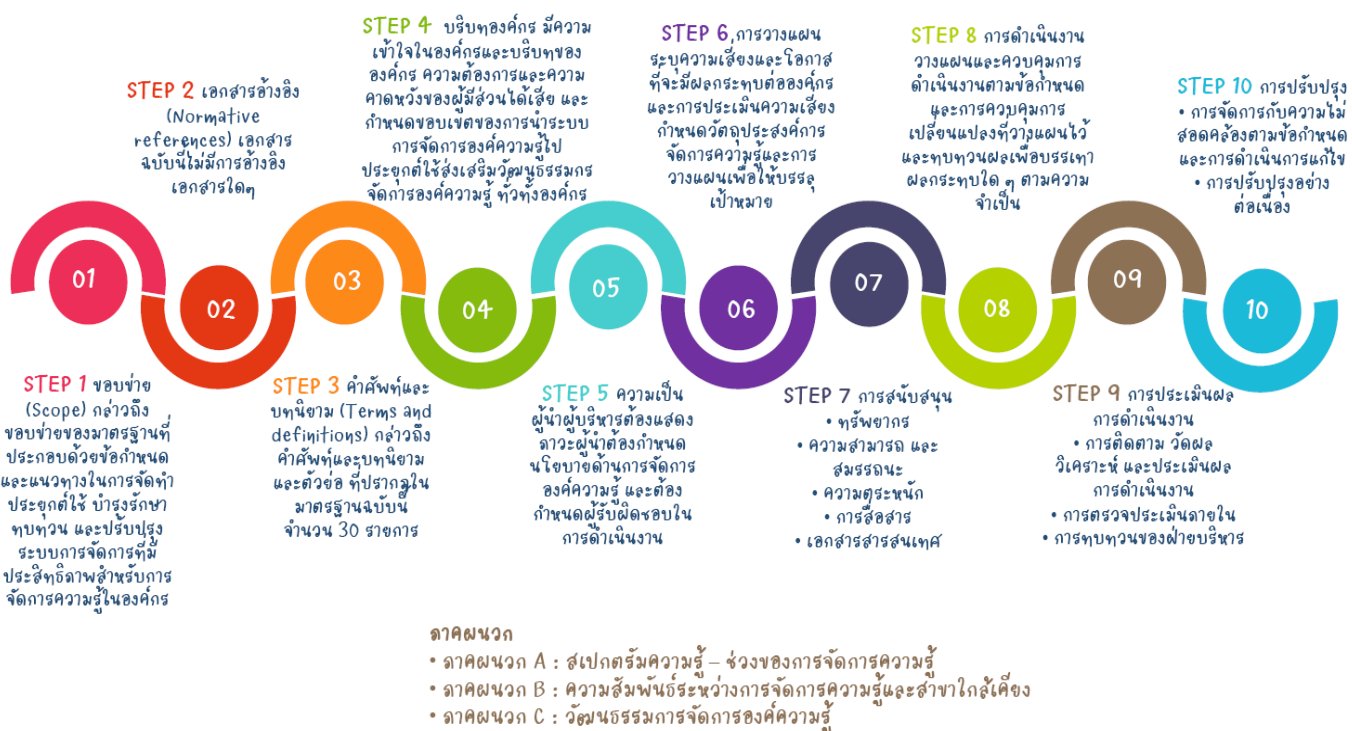 STEP 1 ขอบข่าย
(Scope) กล่าวถึง
ขอบข่ายของมาตรฐานที่
ประกอบด้วยข้อกำหนด
และแนวทางในการจัดทำ
ประยุกต์ใช้ บำรุงรักษา
ทบทวน และปรับปรุง
ระบบการจัดการที่มี
ประสิทธิภาพสำหรับการ
จัดการความรู้ในองค์กร
STEP 2 เอกสารอ้างอิง
(Normative
references) เอกสาร
ฉบับนี้ไม่มีการอ้างอิง
เอกสารใดๆ
STEP 3 คำศัพท์และ
บทนิยาม (Terms and
definitions) กล่าวถึง
คำศัพท์และบทนิยาม
และตัวย่อ ที่ปรากฏใน
มาตรฐานฉบับนี้
จำนวน 30 รายการ
STEP 4 บริบทองค์กร มีความ
เข้าใจในองค์กรและบริบทของ
องค์กร ความต้องการและความ
คาดหวังของผู้มีส่วนได้เสีย และ
กำหนดขอบเขตของการนำระบบ
การจัดการองค์ความรู้ไป
ประยุกต์ใช้ส่งเสริมวัฒนธรรมกร
จัดการองค์ความรู้ ทั่วทั้งองค์กร
STEP 5 ความเป็น
ผู้นำผู้บริหารต้องแสดง
ภาวะผู้นำต้องกำหนด
นโยบายด้านการจัดการ
องค์ความรู้ และต้อง
กำหนดผู้รับผิดชอบใน
การดำเนินงาน
STEP 6,การวางแผน
ระบุความเสี่ยงและโอกาส
ที่จะมีผลกระทบต่อองค์กร
และการประเมินความเสี่ยง
กำหนดวัตถุประสงค์การ
จัดการความรู้และการ
วางแผนเพื่อให้บรรลุ
เป้าหมาย
STEP 7 การสนับสนุน
• ทรัพยากร
• ความสามารถ และ
สมรรถนะ
• ความตระหนัก
• การสื่อสาร
• เอกสารสารสนเทศ
STEP 8 การดำเนินงาน
วางแผนและควบคุมการ
ดำเนินงานตามข้อกำหนด
และการควบคุมการ
เปลี่ยนแปลงที่วางแผนไว้
และทบทวนผลเพื่อบรรเทา
ผลกระทบใด ๆ ตามความ
จำเป็น
STEP 9 การประเมินผล
การดำเนินงาน
• การติดตาม วัดผล
วิเคราะห์ และประเมินผล
การดำเนินงาน
• การตรวจประเมินภายใน
• การทบทวนของฝ่ายบริหาร
STEP 10 การปรับปรุง
• การจัดการกับความไม่
สอดคล้องตามข้อกำหนด
และการดำเนินการแก้ไข
• การปรับปรุงอย่าง
ต่อเนื่อง
01
02
03
04
05
06
07
08
09
10
ภาคผนวก
• ภาคผนวก A : สเปกตรัมความรู้ – ช่วงของการจัดการความรู้
• ภาคผนวก B : ความสัมพันธ์ระหว่างการจัดการความรู้และสาขาใกล้เคียง
• ภาคผนวก C : วัฒนธรรมการจัดการองค์ความรู้